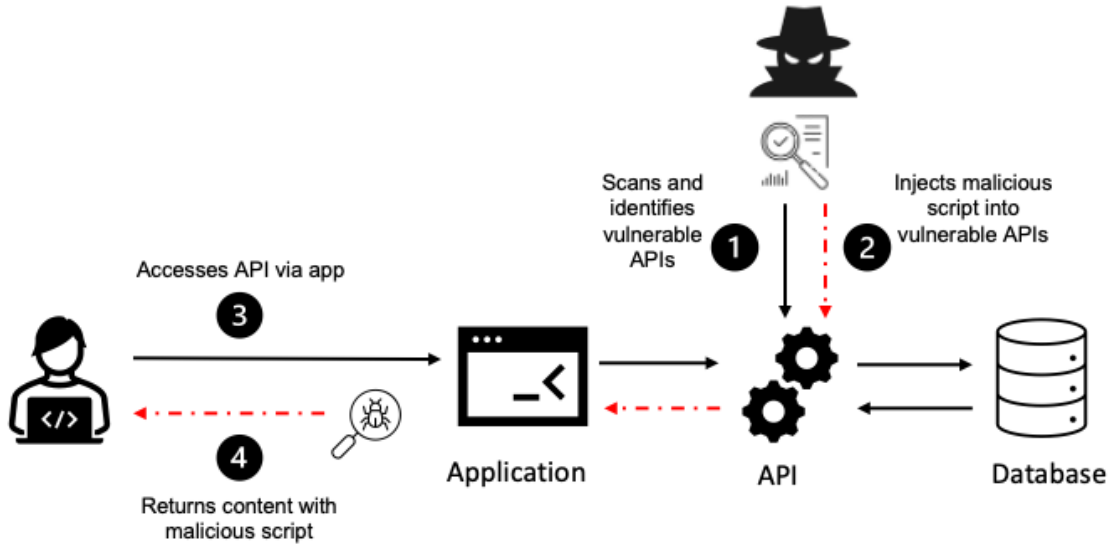 Scans and
identifies
vulnerable
APIs
1
2
Injects malicious
script into
vulnerable APIs
Accesses API via app
3
</>
4
Returns content with
malicious script
Application
API
Database